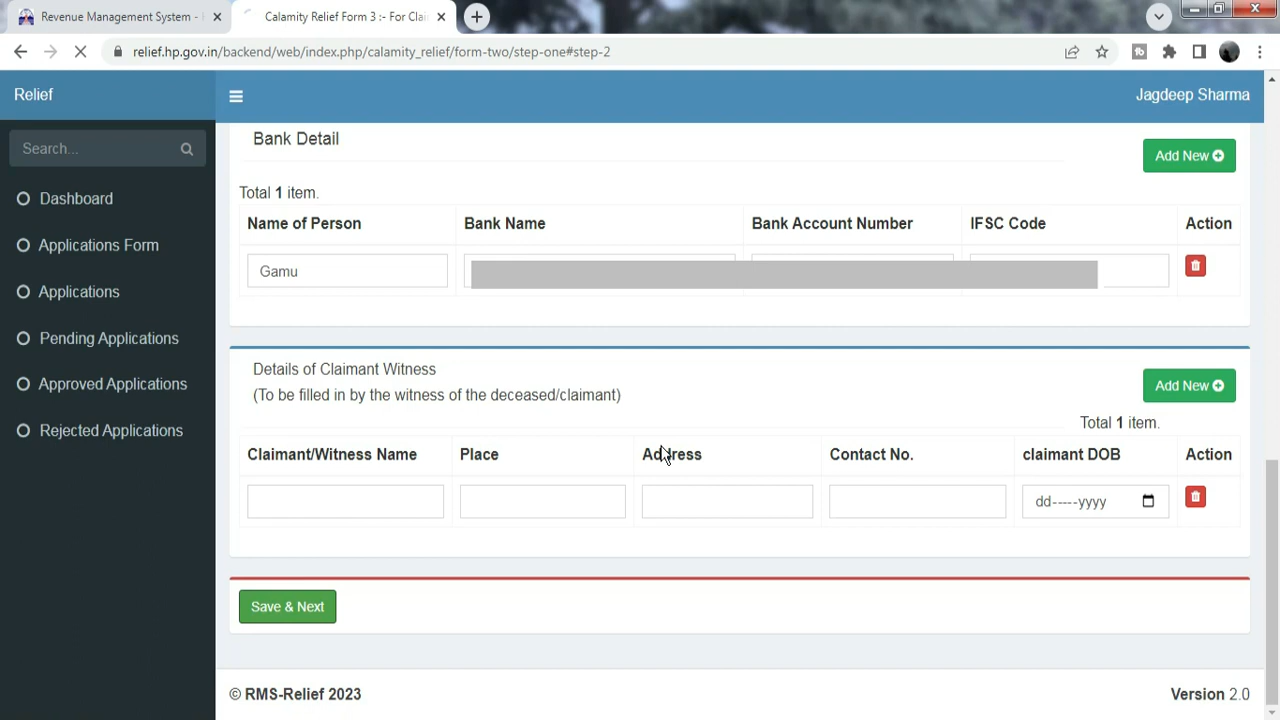 Revenue Management System -
Calamity Relief Form 3 :- For Clai
relief.hp.gov.in/backend/web/index.php/calamity_relief/form-two/step-one#step-2
Relief
Jagdeep Sharma
Search...
Dashboard
Applications Form
Applications
Pending Applications
Approved Applications
Rejected Applications
Bank Detail
Add New
Total 1 item.
Name of Person Bank Name Bank Account Number IFSC Code Action
Gamu
Details of Claimant Witness
(To be filled in by the witness of the deceased/claimant)
Add New
Total 1 item.
Claimant/Witness Name Place Address Contact No. claimant DOB Action
dd-----yyyy
Save & Next
© RMS-Relief 2023
Version 2.0